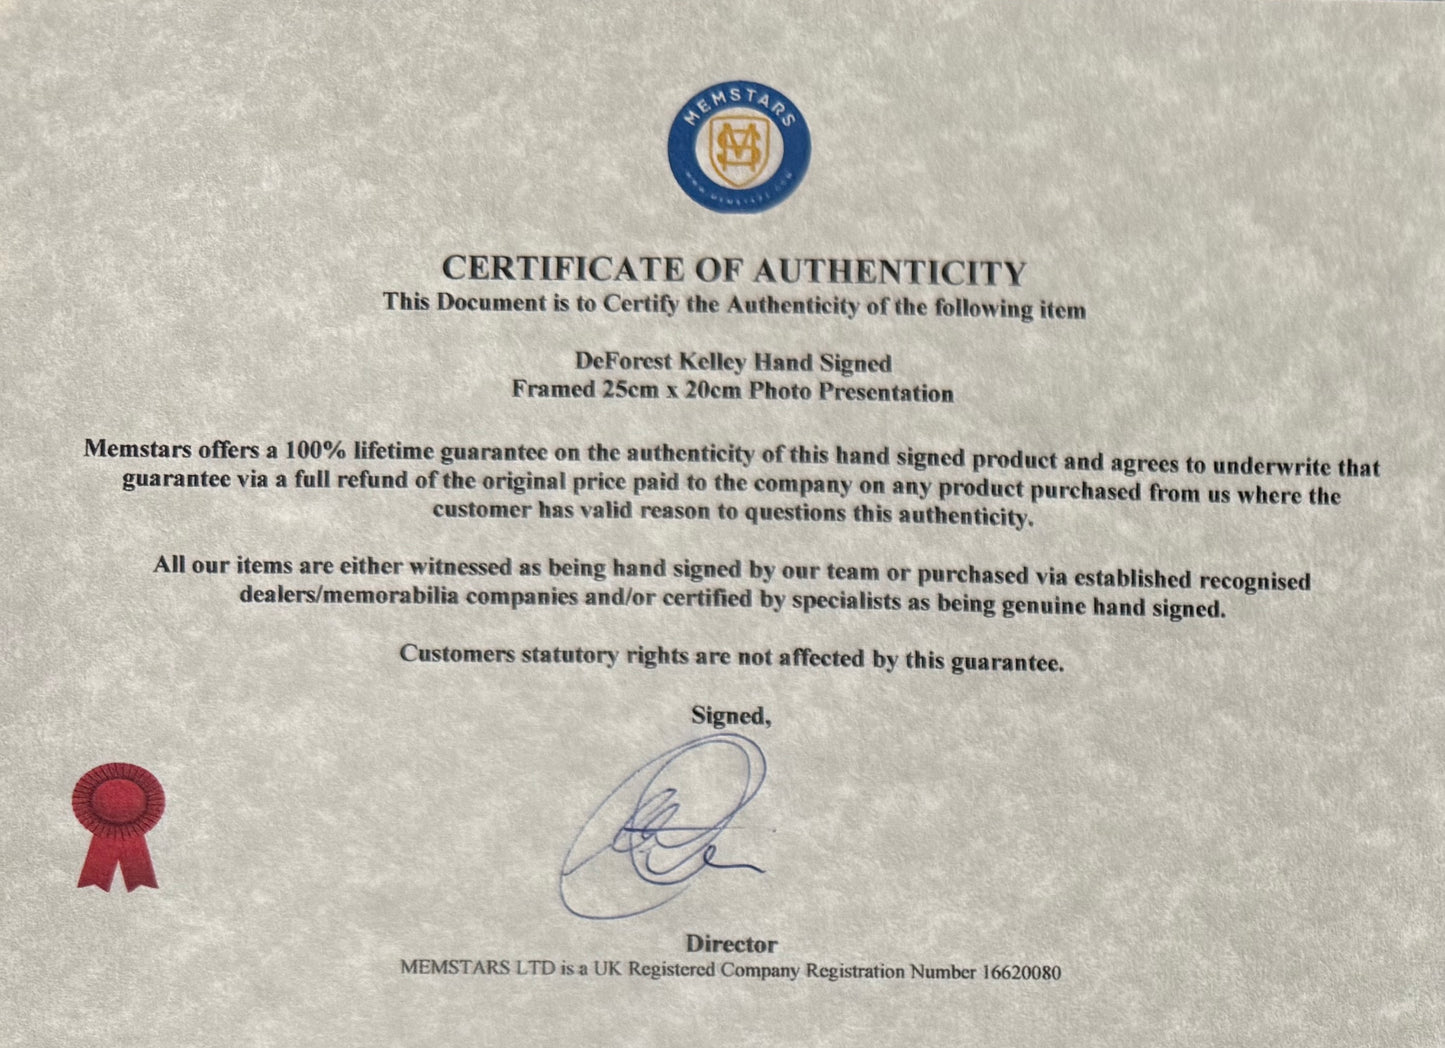 MEMSTARS
MS
WWW.MEMSTARS.COM
CERTIFICATE OF AUTHENTICITY
This Document is to Certify the Authenticity of the following item
DeForest Kelley Hand Signed
Framed 25cm x 20cm Photo Presentation
Memstars offers a 100% lifetime guarantee on the authenticity of this hand signed product and agrees to underwrite that
guarantee via a full refund of the original price paid to the company on any product purchased from us where the
customer has valid reason to questions this authenticity.
All our items are either witnessed as being hand signed by our team or purchased via established recognised
dealers/memorabilia companies and/or certified by specialists as being genuine hand signed.
Customers statutory rights are not affected by this guarantee.
Signed,
Director
MEMSTARS LTD is a UK Registered Company Registration Number 16620080